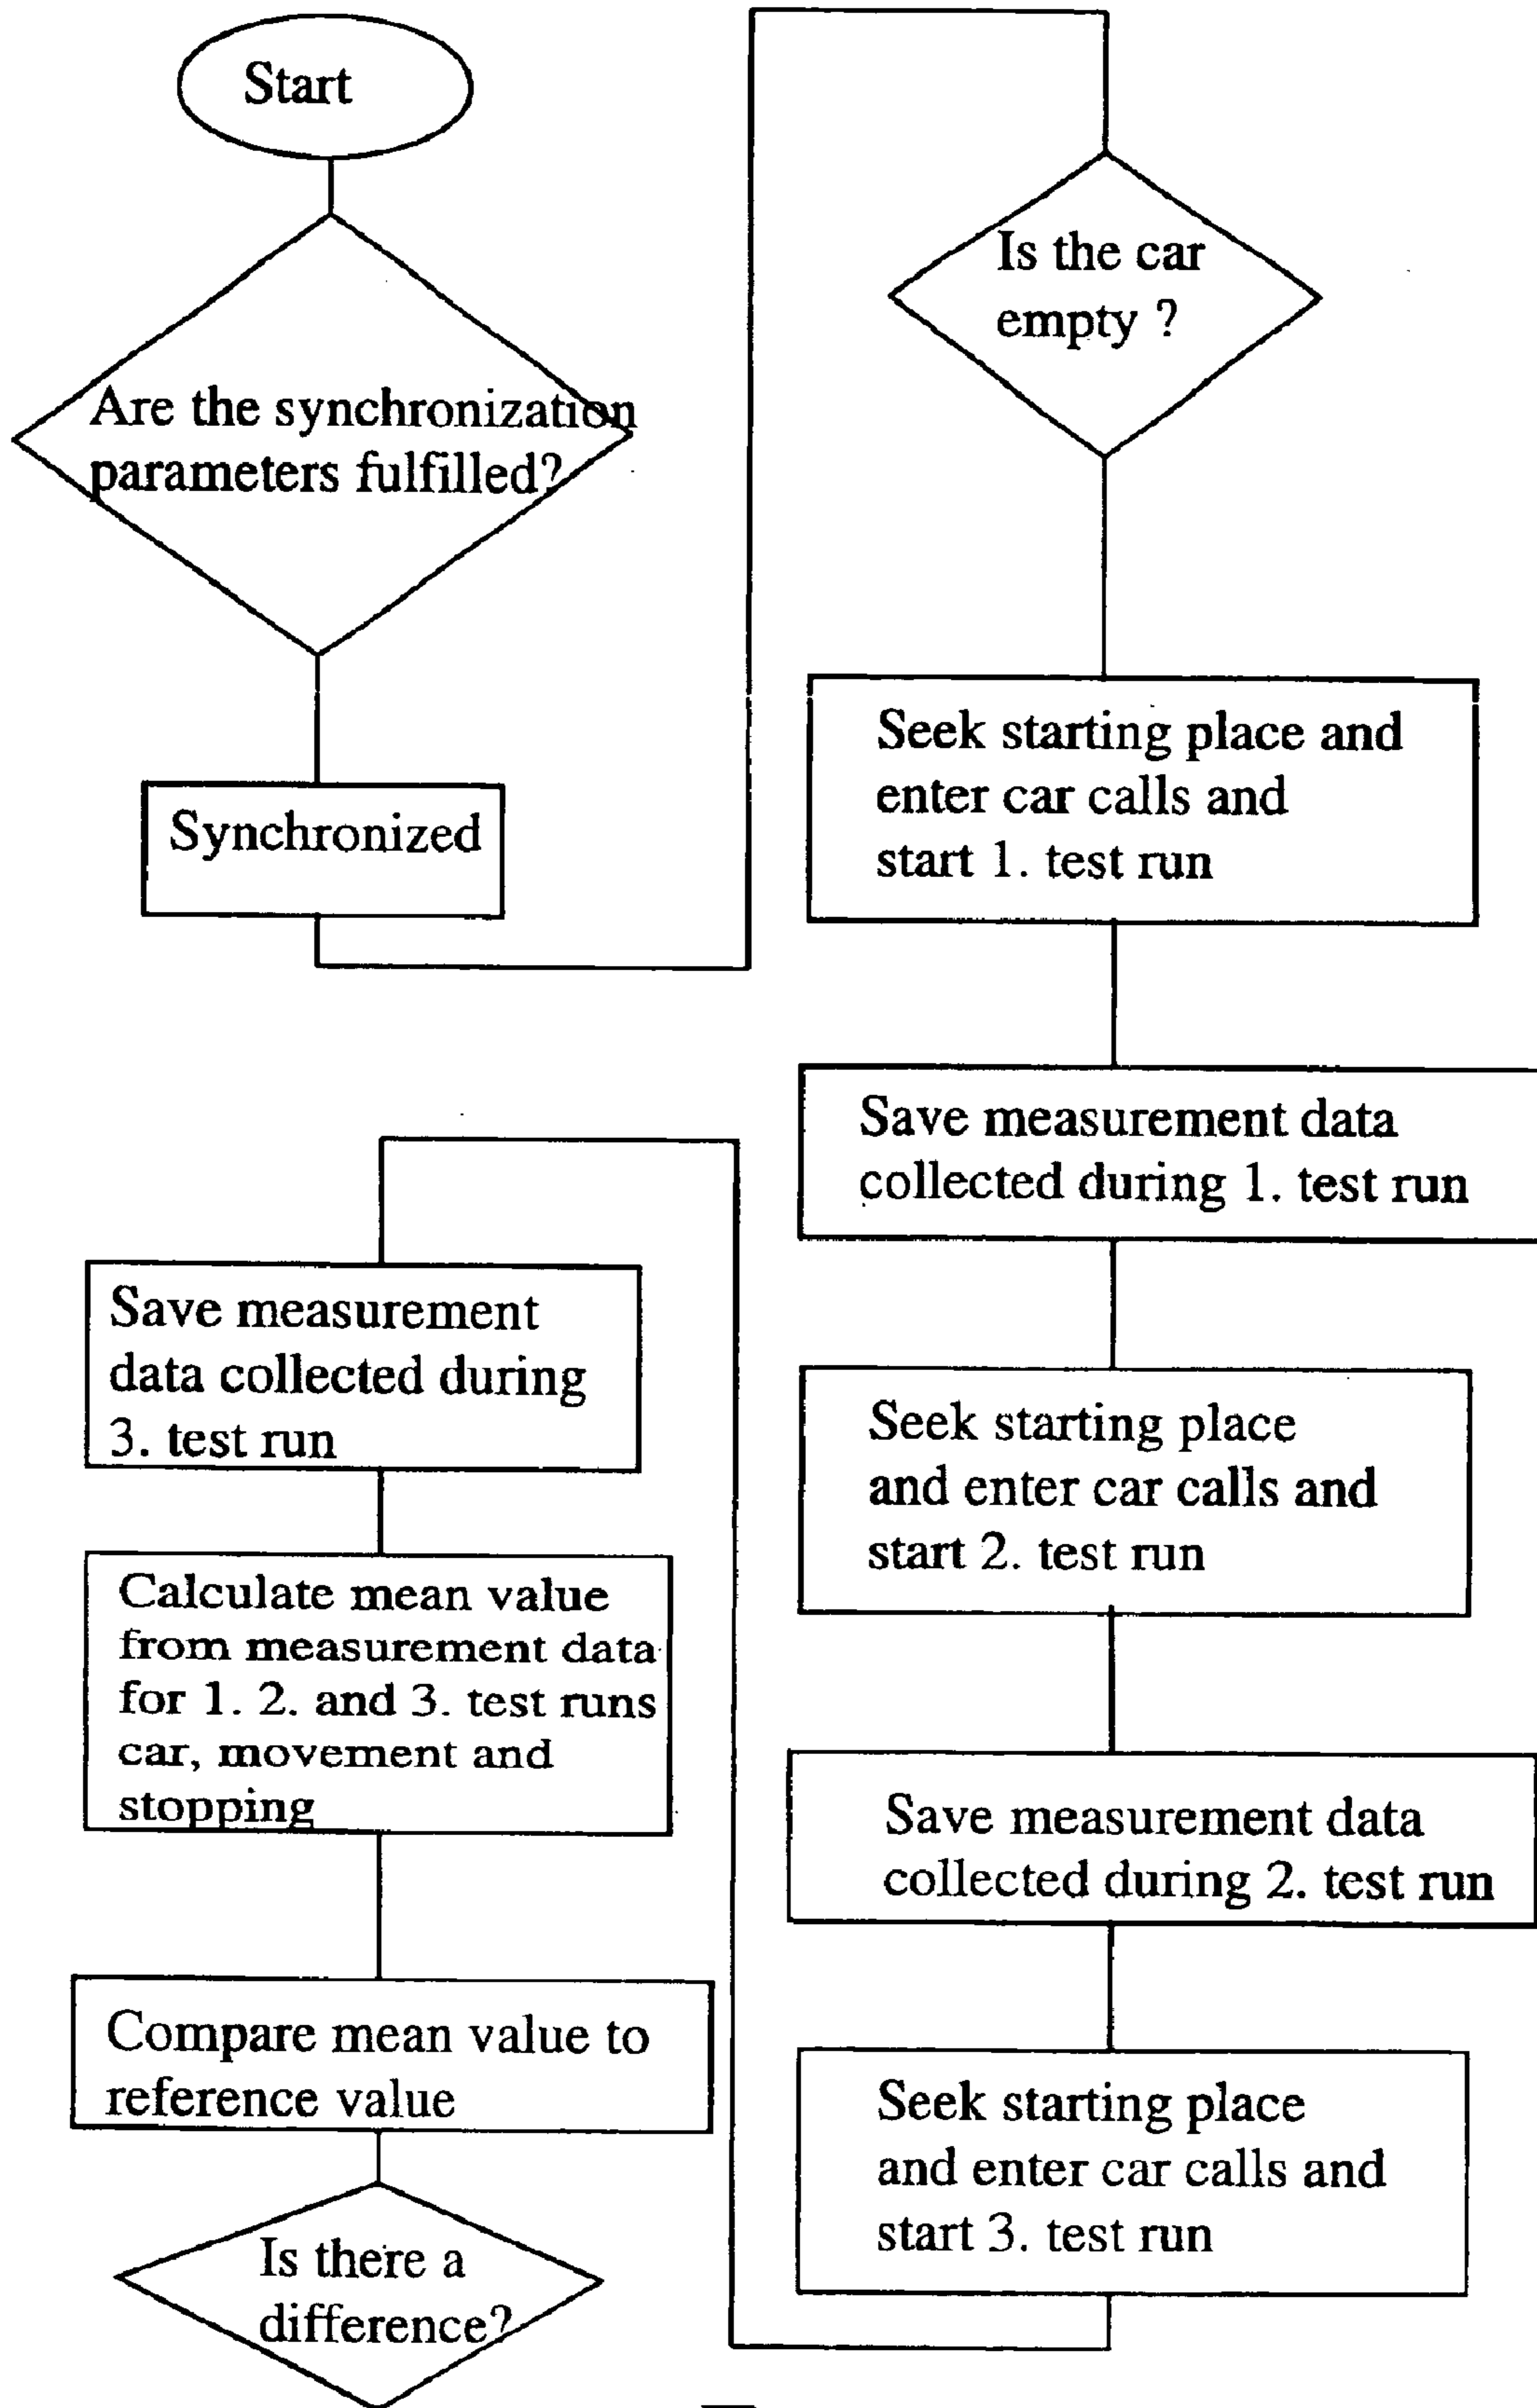 Start
Are the synchronization
parameters fulfilled?
Synchronized
Is the car
empty ?
Seek starting place and
enter car calls and
start 1. test run
Save measurement data
collected during 1. test run
Seek starting place
and enter car calls and
start 2. test run
Save measurement data
collected during 2. test run
Seek starting place
and enter car calls and
start 3. test run
Save measurement
data collected during
3. test run
Calculate mean value
from measurement data
for 1. 2. and 3. test runs
car, movement and
stopping
Compare mean value to
reference value
Is there a
difference?